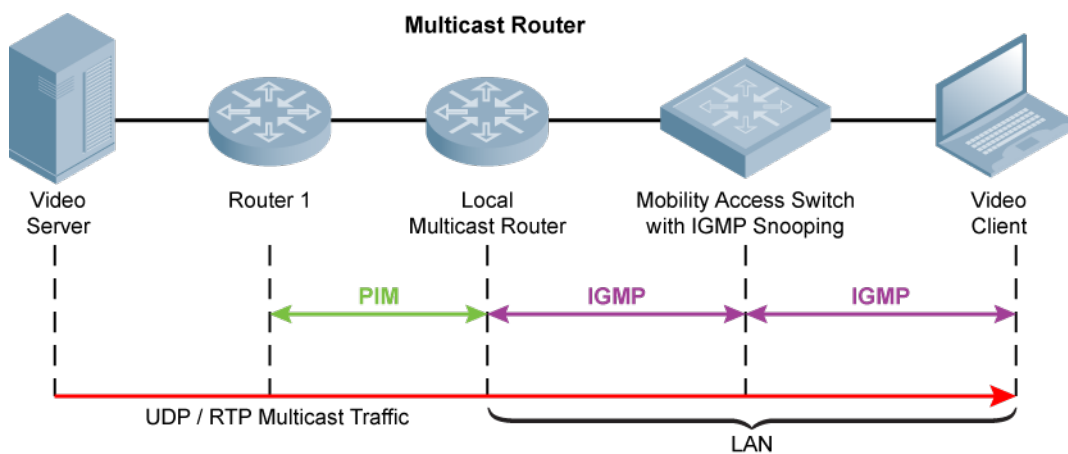 Multicast Router
Video
Server
Router 1
Local
Multicast Router
Mobility Access Switch
with IGMP Snooping
Video
Client
PIM
IGMP
IGMP
UDP / RTP Multicast Traffic
LAN